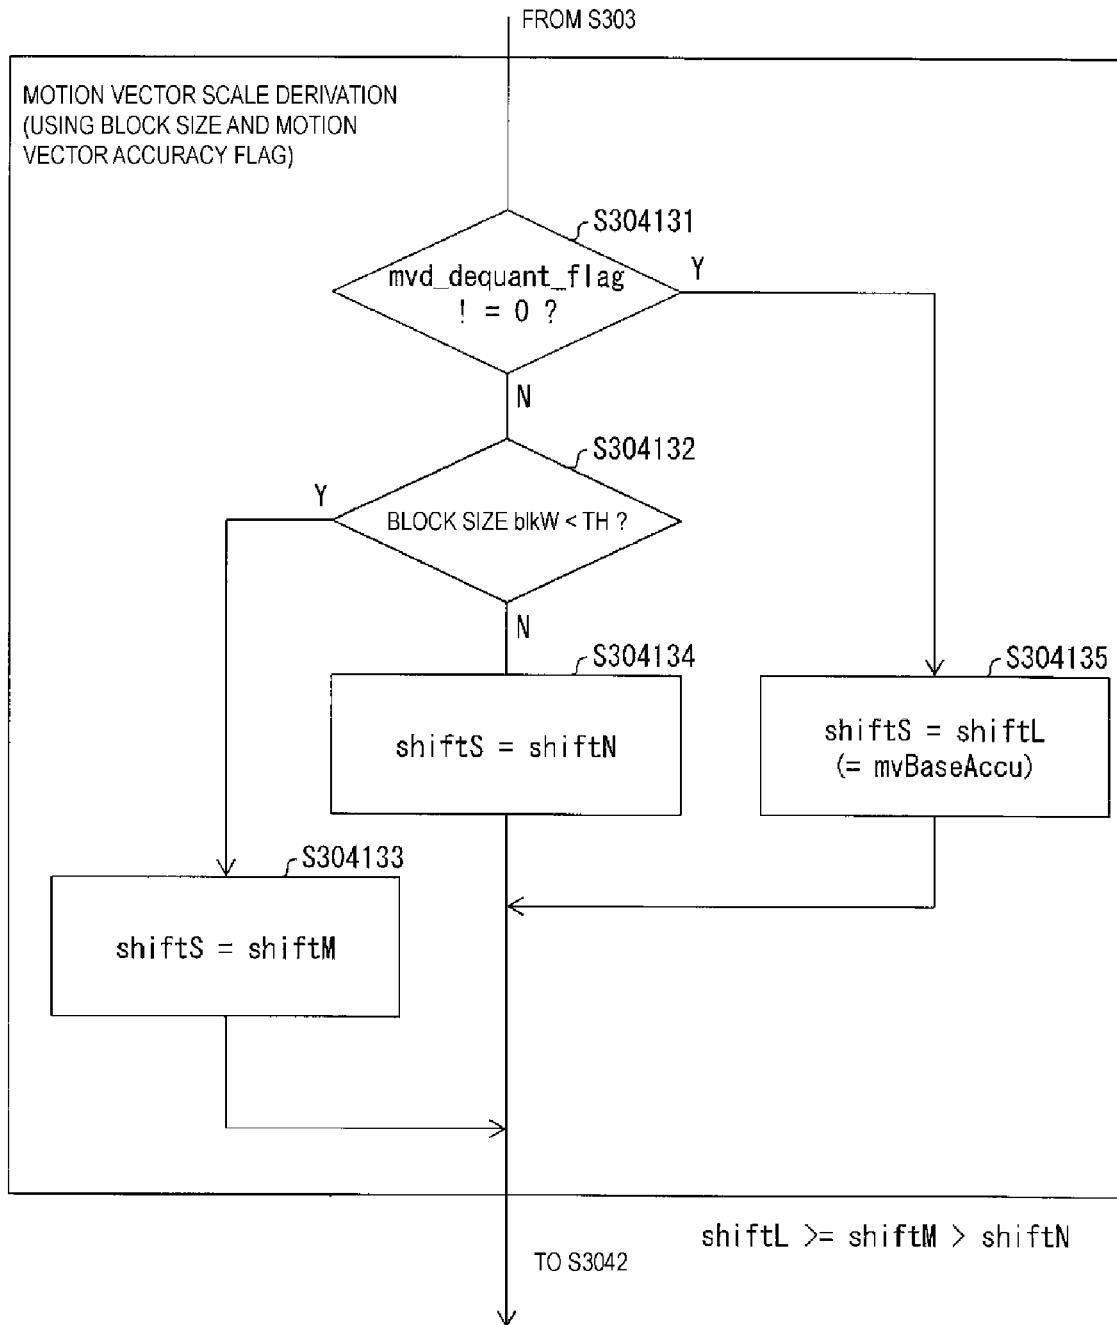 FROM S303
MOTION VECTOR SCALE DERIVATION
(USING BLOCK SIZE AND MOTION
VECTOR ACCURACY FLAG)
S304131
mvd_dequant_flag
! = 0 ?
Y
N
S304132
Y
BLOCK SIZE blkW < TH ?
N
S304134
shiftS = shiftN
S304135
shiftS = shiftL
(= mvBaseAccu)
S304133
shiftS = shiftM
shiftL >= shiftM > shiftN
TO S3042